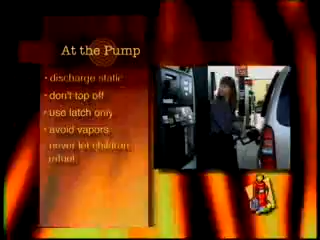 At the Pump
• discharge static
• don't top off
• use latch only
• avoid vapors
• never let children
refuel